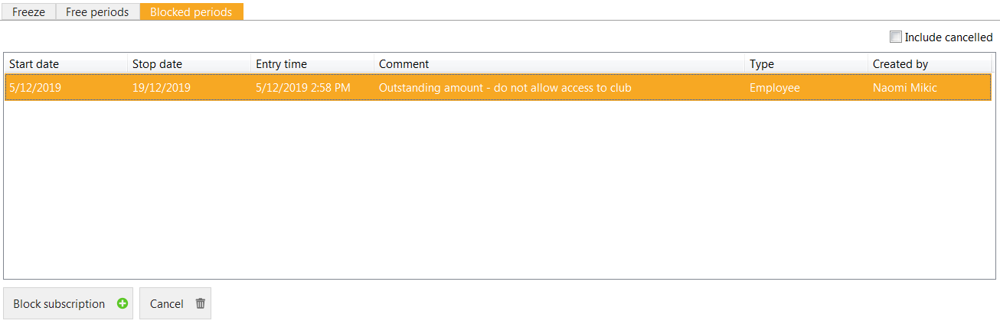 Freeze Free periods Blocked periods
Include cancelled
Start date Stop date Entry time Comment Type Created by
5/12/2019 19/12/2019 5/12/2019 2:58 PM Outstanding amount - do not allow access to club Employee Naomi Mikic
Block subscription Cancel